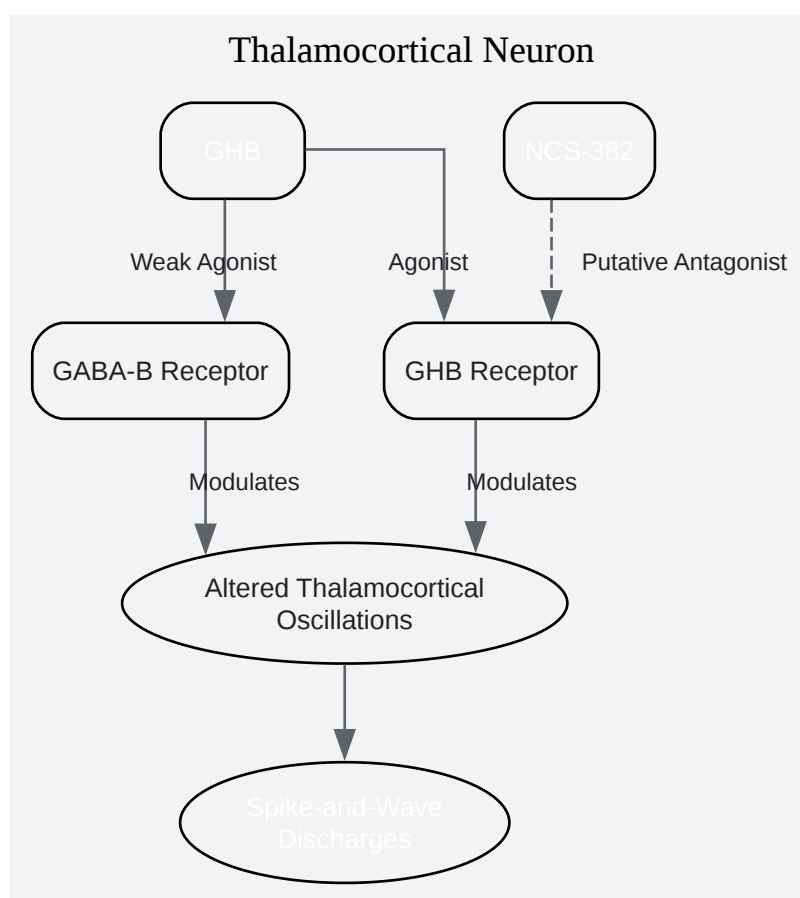 Thalamocortical Neuron
GHB
NCS-382
Weak Agonist
Agonist
Putative Antagonist
GABA-B Receptor
GHB Receptor
Modulates
Modulates
Altered Thalamocortical
Oscillations
Spike-and-Wave
Discharges